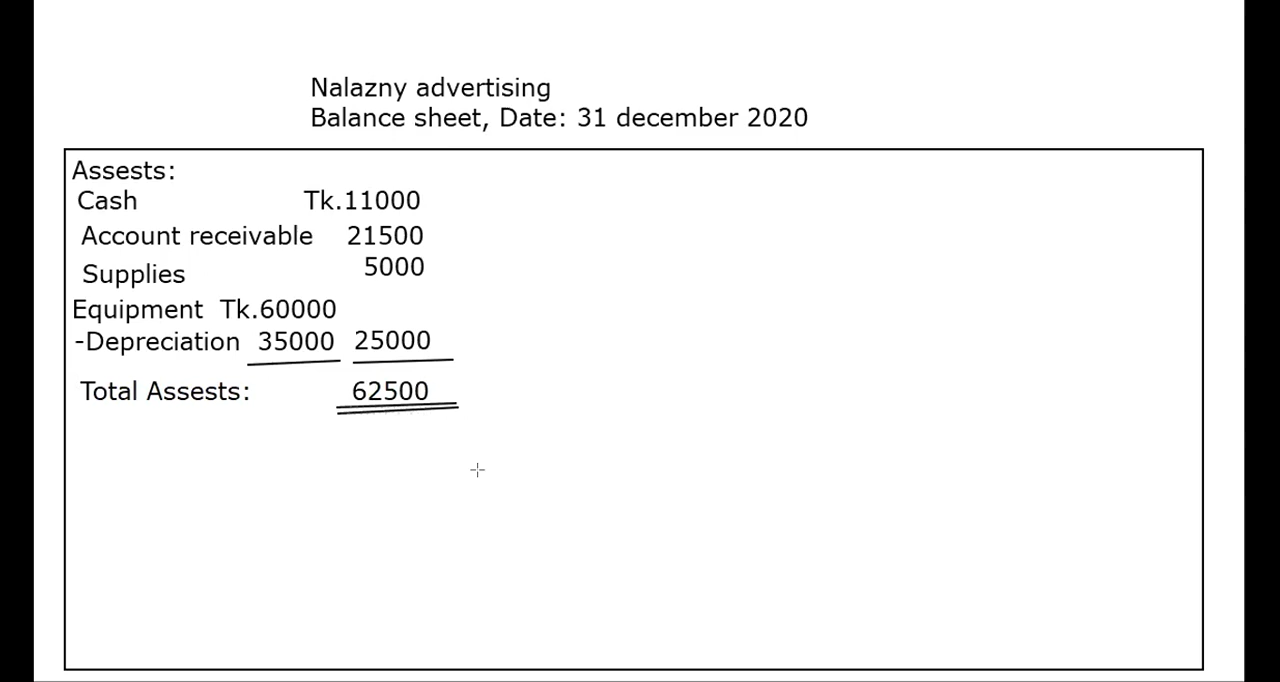 Nalazny advertising
Balance sheet, Date: 31 december 2020
Assests:
Cash Tk.11000
Account receivable 21500
Supplies 5000
Equipment Tk.60000
-Depreciation 35000 25000
Total Assests: 62500